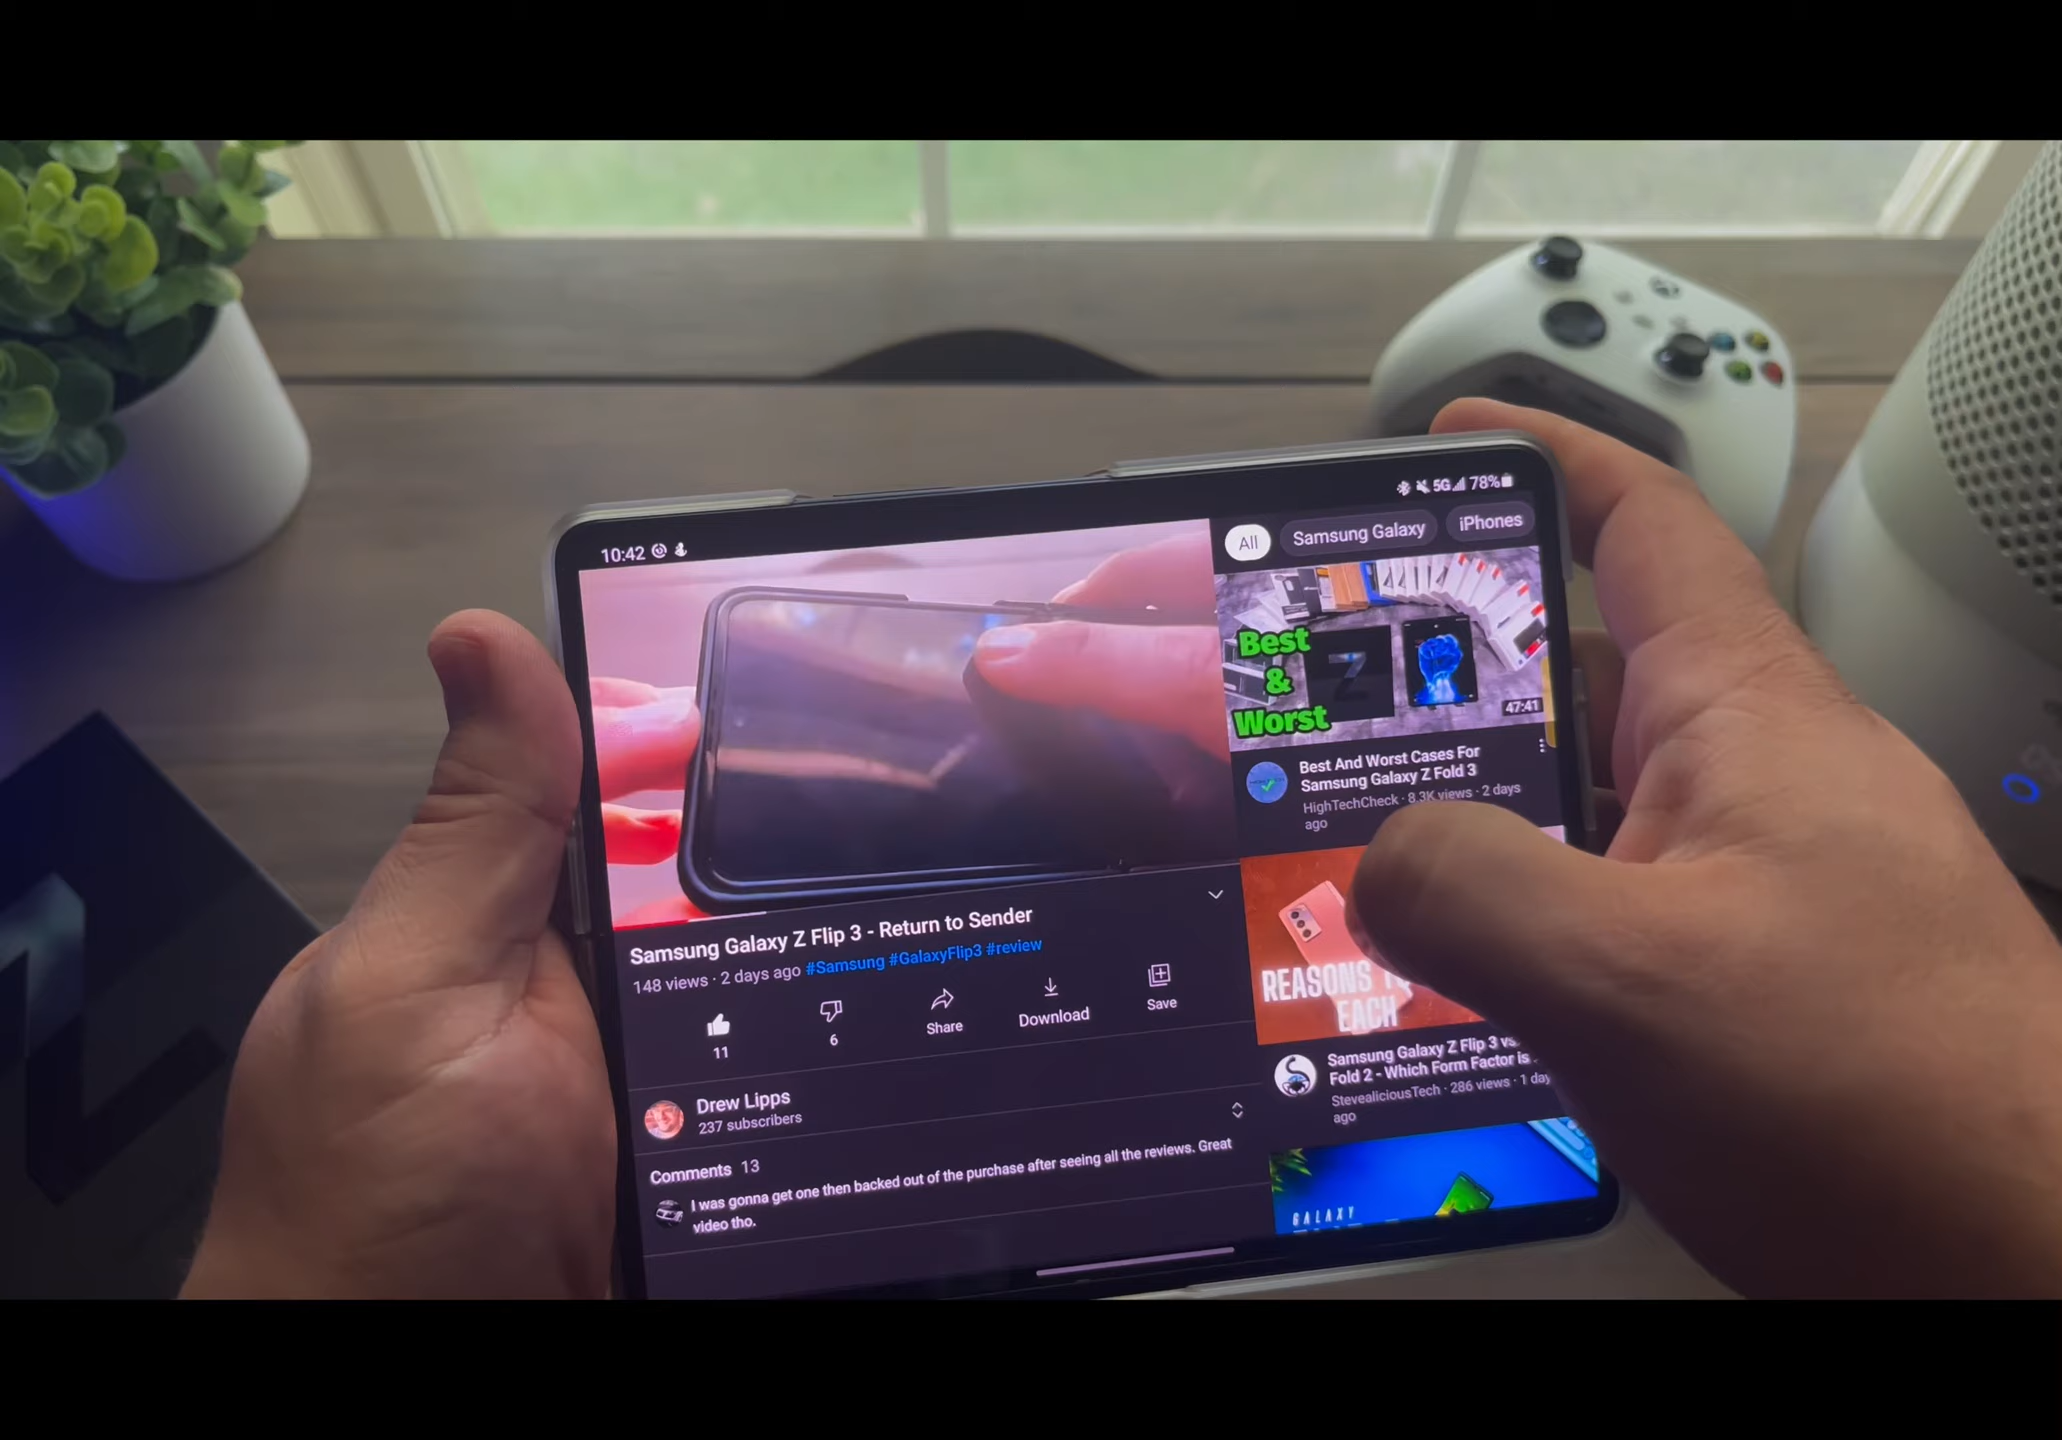 10:42
5G 78%
All
Samsung Galaxy
iPhones
Best
&
Worst
Z
47:41
Best And Worst Cases For
Samsung Galaxy Z Fold 3
HighTechCheck · 8.3K views · 2 days
ago
Samsung Galaxy Z Flip 3 - Return to Sender
148 views · 2 days ago #Samsung #GalaxyFlip3 #review
11
6
Share
Download
Save
Drew Lipps
237 subscribers
Comments 13
I was gonna get one then backed out of the purchase after seeing all the reviews. Great
video tho.
REASONS
EACH
Samsung Galaxy Z Flip 3 vs.
Fold 2 - Which Form Factor is
StevealiciousTech · 286 views · 1 day
ago
GALAXY